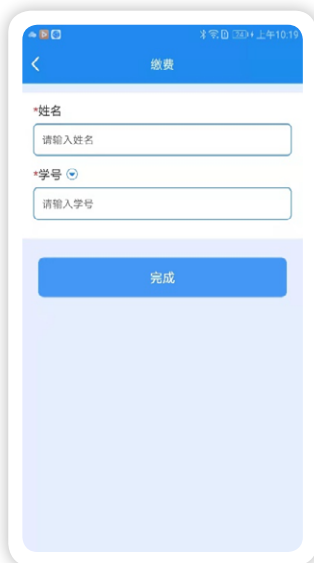 上午10:19
缴费
*姓名
请输入姓名
*学号
请输入学号
完成